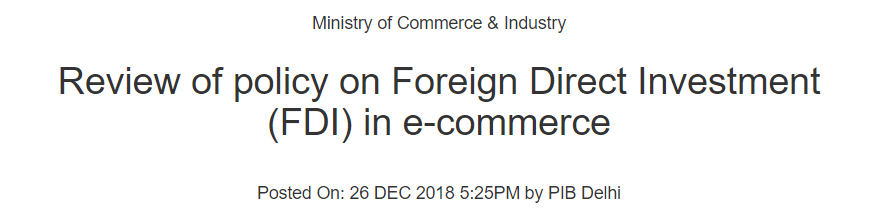 Ministry of Commerce & Industry
Review of policy on Foreign Direct Investment
(FDI) in e-commerce
Posted On: 26 DEC 2018 5:25PM by PIB Delhi